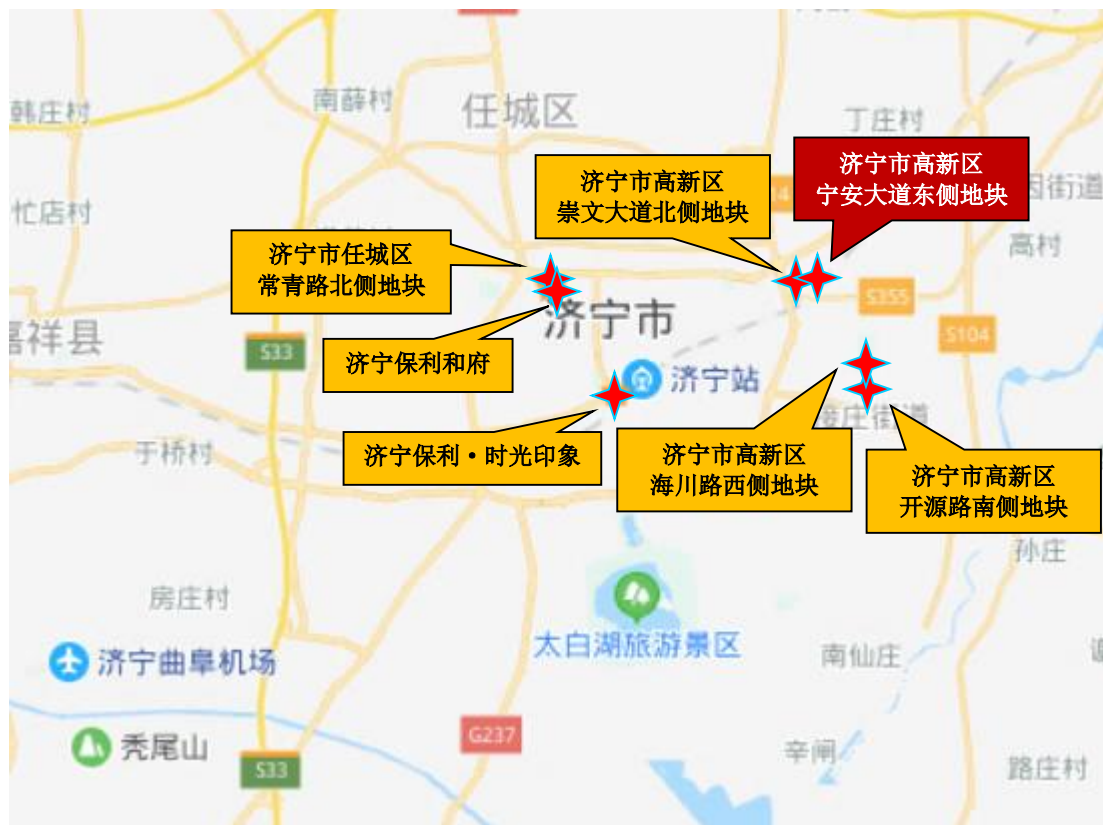 南薛村
任城区
韩庄村
丁庄村
济宁市高新区
宁安大道东侧地块
济宁市高新区
崇文大道北侧地块
因街道
忙店村
高村
济宁市任城区
常青路北侧地块
S355
济宁市
S104
嘉祥县
S33
济宁保利和府
济宁站
接庄街道
于桥村
济宁保利·时光印象
济宁市高新区
海川路西侧地块
济宁市高新区
开源路南侧地块
孙庄
房庄村
太白湖旅游景区
南仙庄
济宁曲阜机场
G237
秃尾山
辛闸
S33
路庄村